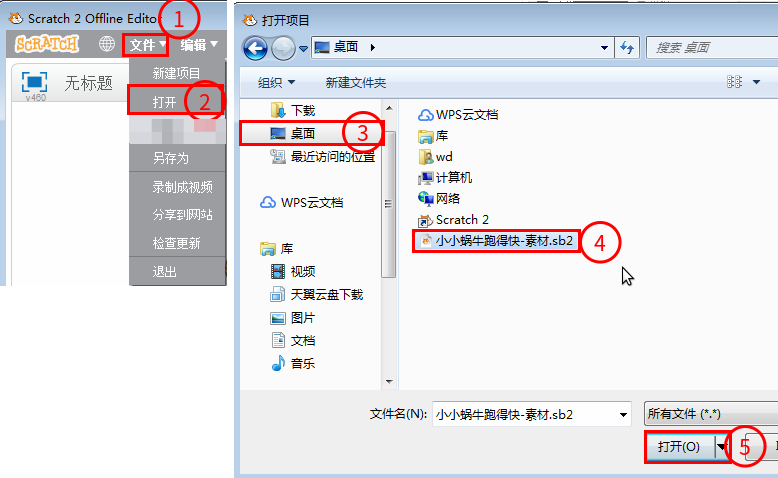 Scratch 2 Offline Editor
1
SCRATCH
文件
编辑
v460
无标题
新建项目
打开
2
另存为
录制成视频
分享到网站
检查更新
退出
打开项目
桌面
搜索 桌面
组织
新建文件夹
下载
桌面
3
最近访问的位置
WPS云文档
库
视频
天翼云盘下载
图片
文档
音乐
WPS云文档
库
wd
计算机
网络
Scratch 2
小小蜗牛跑得快-素材.sb2
4
文件名(N):
小小蜗牛跑得快-素材.sb2
所有文件 (*.*)
打开(O)
5